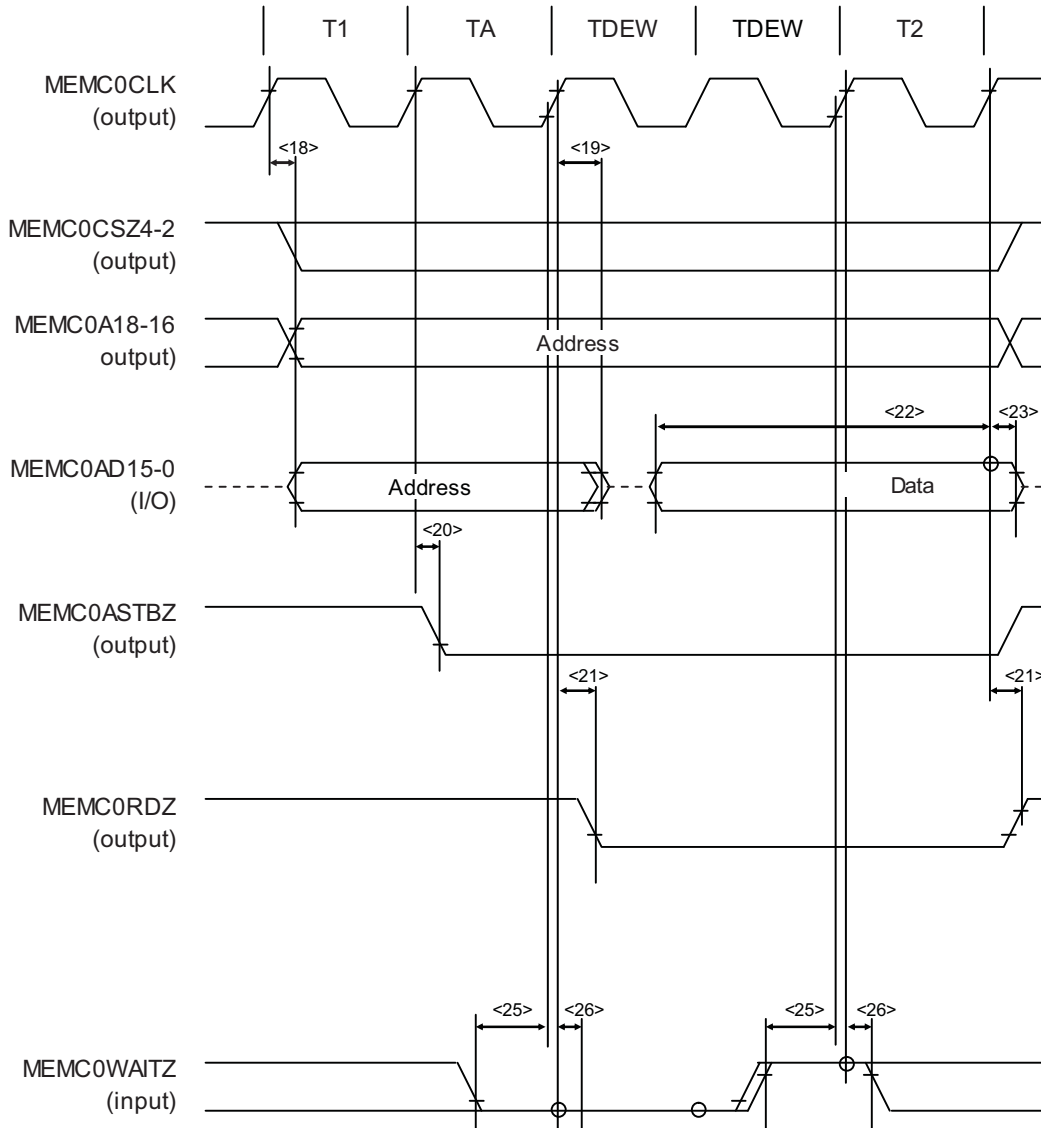 T1 TA TDEW TDEW T2
MEMC0CLK
(output)
<18> <19>
MEMC0CSZ4-2
(output)
MEMC0A18-16
output)
Address
<22> <23>
MEMC0AD15-0
(I/O)
Address
Data
<20>
MEMC0ASTBZ
(output)
<21> <21>
MEMC0RDZ
(output)
<25> <26> <25> <26>
MEMC0WAITZ
(input)